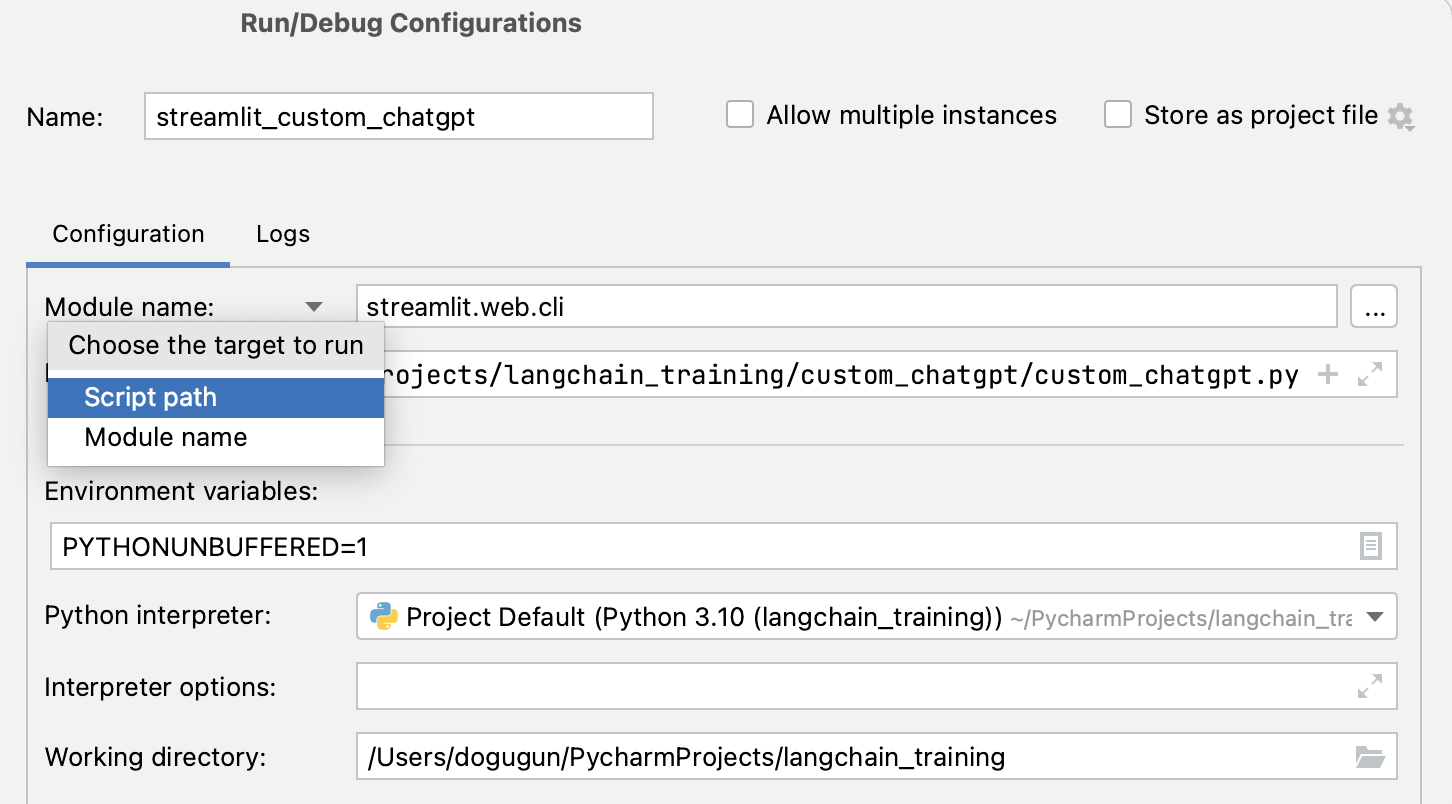 Run/Debug Configurations
Name: streamlit_custom_chatgpt Allow multiple instances Store as project file
Configuration Logs
Module name: streamlit.web.cli ...
Choose the target to run
rojects/langchain_training/custom_chatgpt/custom_chatgpt.py
Script path
Module name
Environment variables:
PYTHONUNBUFFERED=1
Python interpreter: Project Default (Python 3.10 (langchain_training)) ~/PycharmProjects/langchain_tra
Interpreter options:
Working directory: /Users/dogugun/PycharmProjects/langchain_training